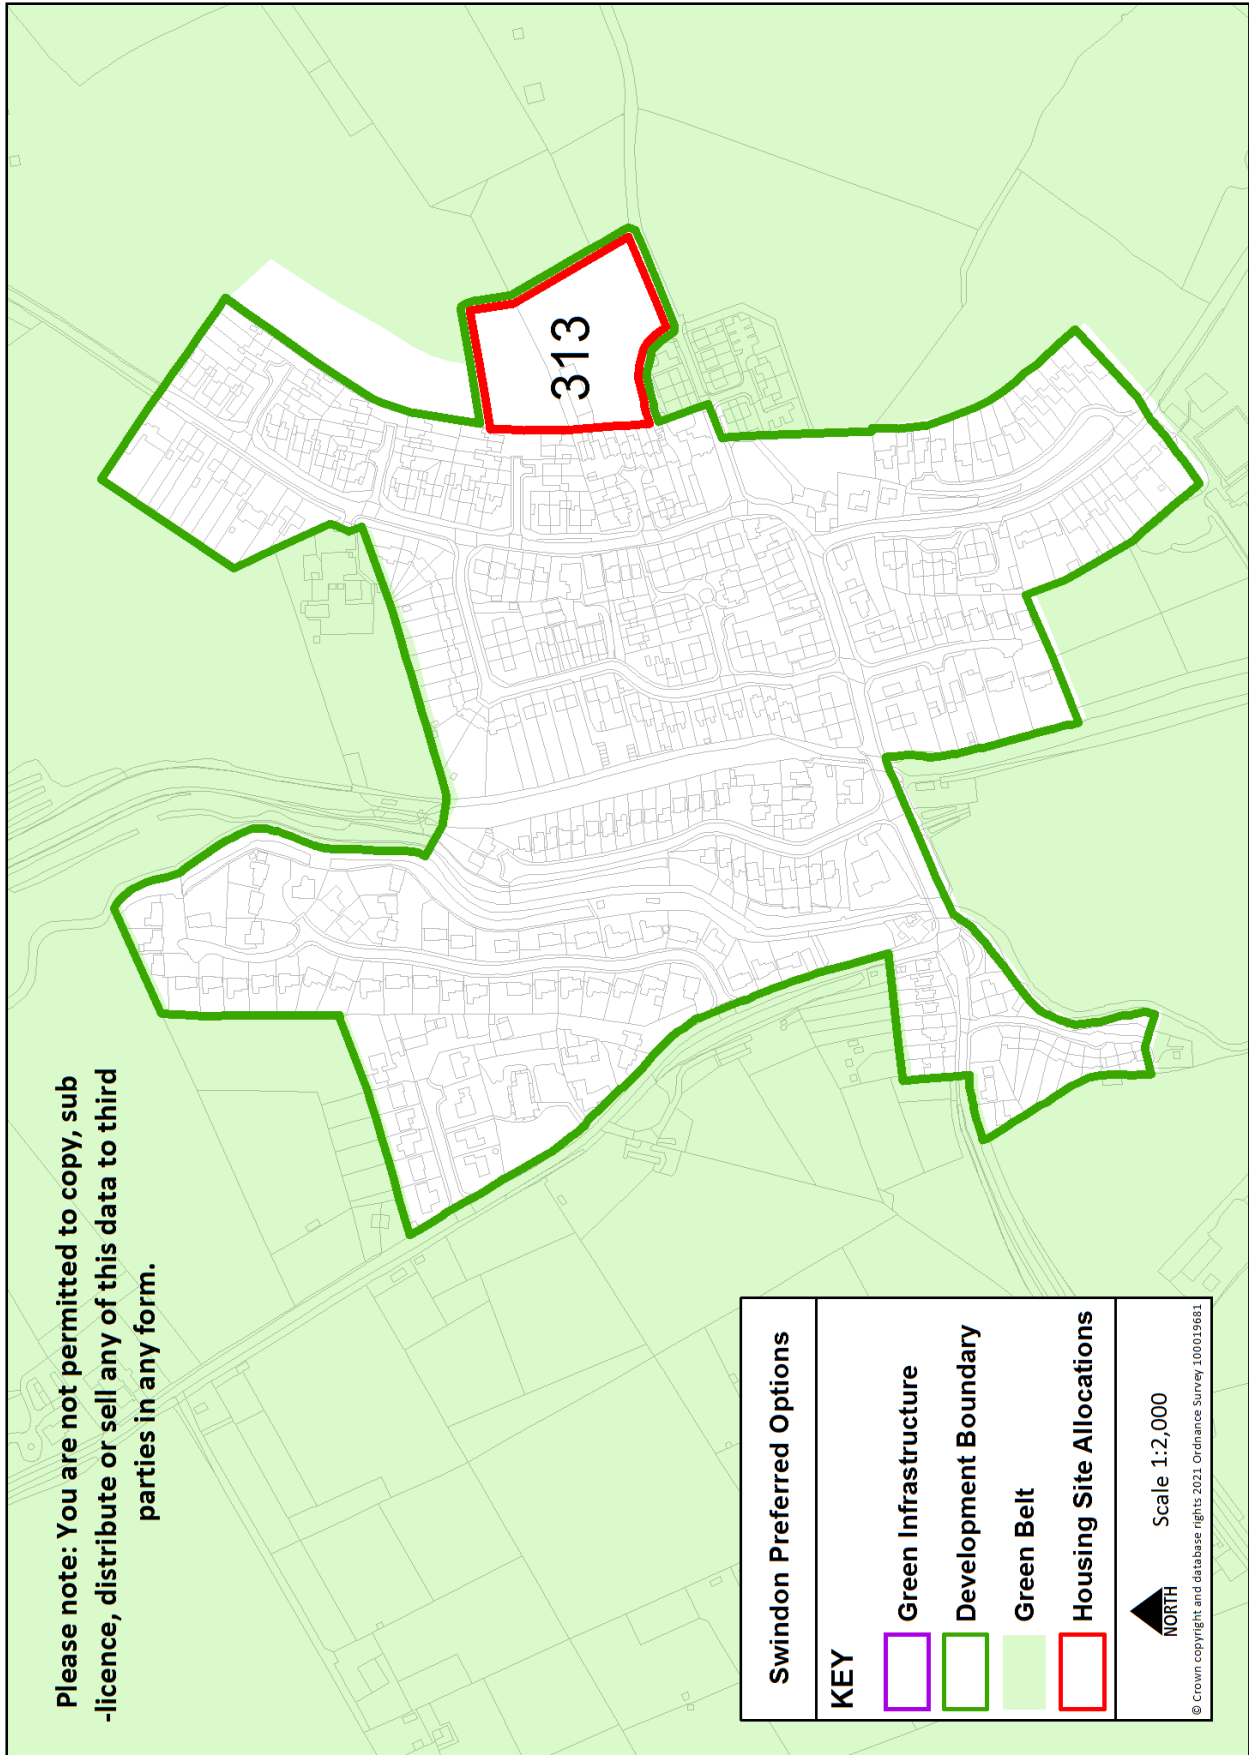 Please note: You are not permitted to copy, sub
-licence, distribute or sell any of this data to third
parties in any form.
313
Swindon Preferred Options
KEY
Green Infrastructure
Development Boundary
Green Belt
Housing Site Allocations
NORTH
Scale 1:2,000
© Crown copyright and database rights 2021 Ordnance Survey 100019681